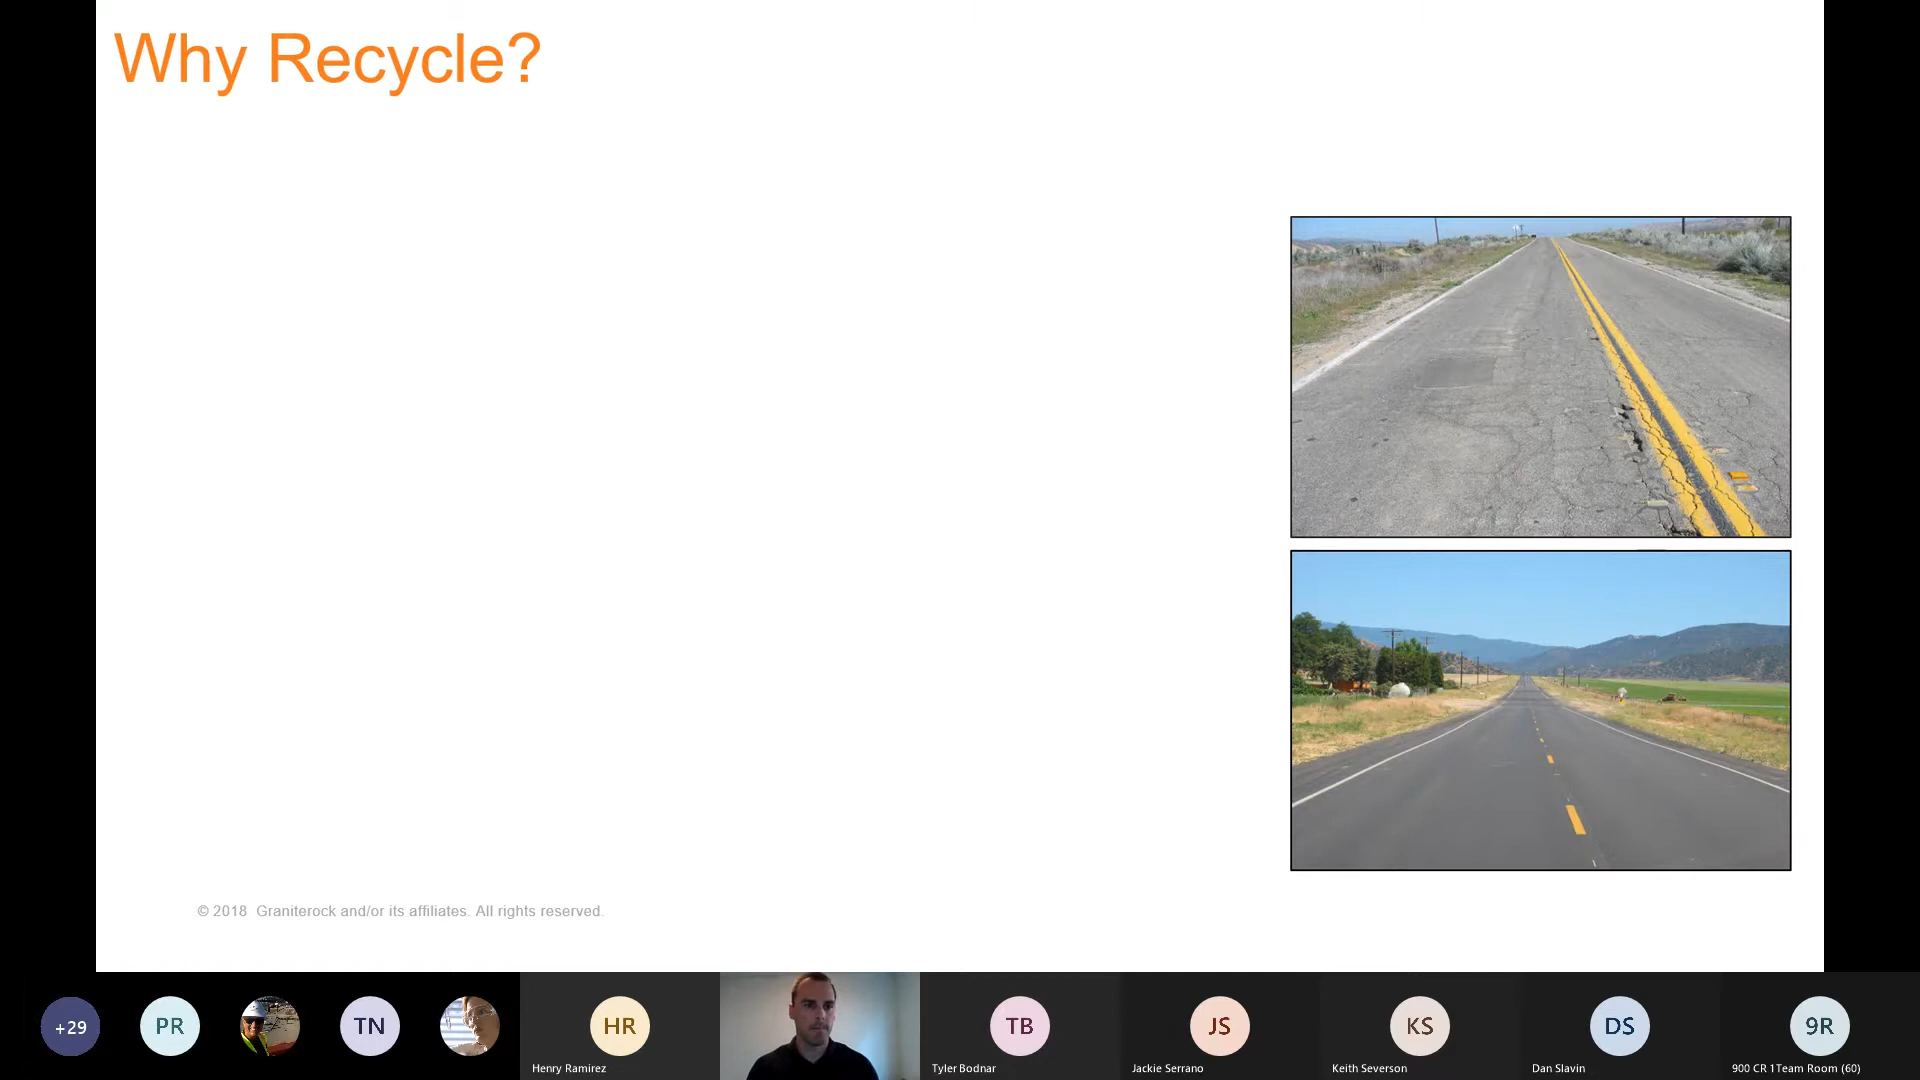 Why Recycle?
© 2018 Graniterock and/or its affiliates. All rights reserved.
+29
PR
TN
HR
TB
JS
KS
DS
9R
Henry Ramirez
Tyler Bodnar
Jackie Serrano
Keith Severson
Dan Slavin
900 CR 1Team Room (60)